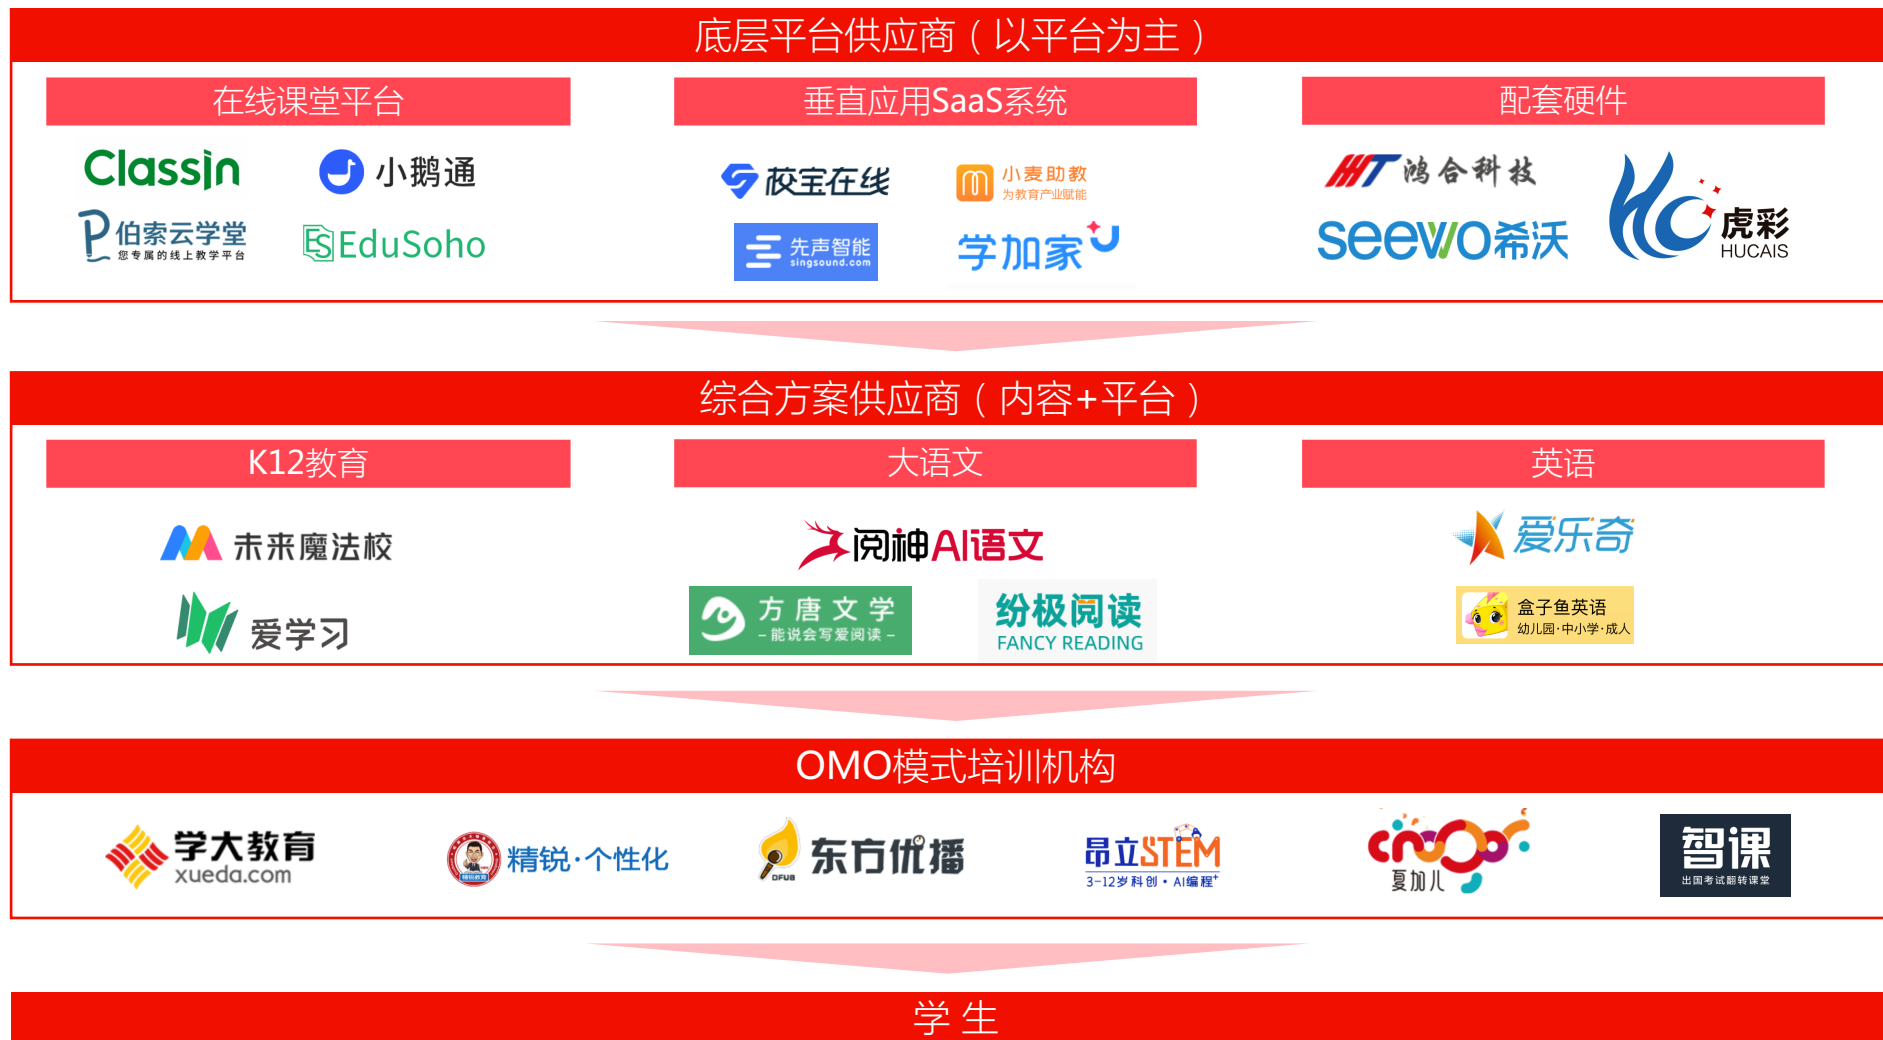 底层平台供应商（以平台为主）
在线课堂平台
垂直应用SaaS系统
配套硬件
ClassIn
小鹅通
校宝在线
小麦助教
为教育产业赋能
鸿合科技
虎彩
HUCAIS
伯索云学堂
您专属的线上教学平台
ES EduSoho
先声智能
singsound.com
学加家
seewo希沃
综合方案供应商（内容+平台）
K12教育
大语文
英语
未来魔法校
阅神AI语文
爱乐奇
爱学习
方唐文学
-能说会写爱阅读-
纷极阅读
FANCY READING
盒子鱼英语
幼儿园·中小学·成人
OMO模式培训机构
学大教育
xueda.com
精锐·个性化
精锐教育
东方优播
DFUB
昂立STEM
3-12岁科创·AI编程+
夏加儿
智课
出国考试翻转课堂
学生